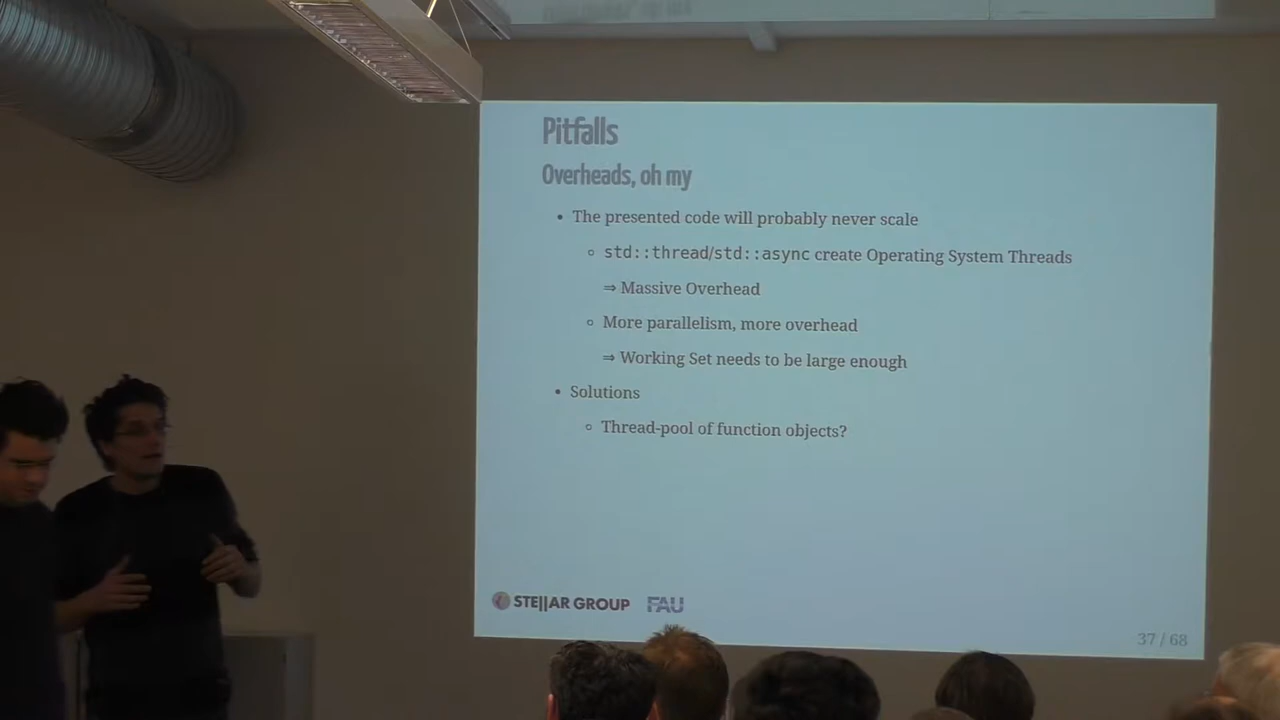 Pitfalls
Overheads, oh my
• The presented code will probably never scale
◦ std::thread/std::async create Operating System Threads
⇒ Massive Overhead
◦ More parallelism, more overhead
⇒ Working Set needs to be large enough
• Solutions
◦ Thread-pool of function objects?
STE||AR GROUP FAU
37 / 68